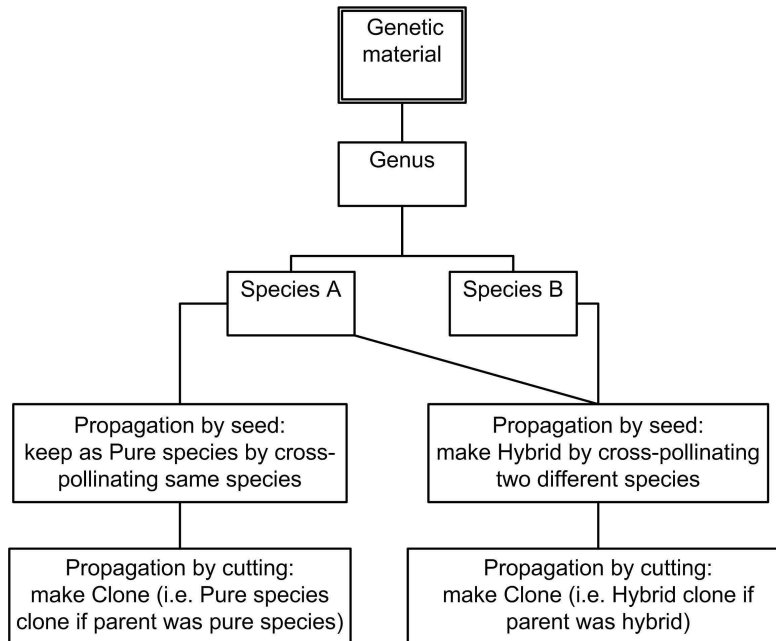 Genetic
material
Genus
Species A
Species B
Propagation by seed:
keep as Pure species by cross-
pollinating same species
Propagation by seed:
make Hybrid by cross-pollinating
two different species
Propagation by cutting:
make Clone (i.e. Pure species
clone if parent was pure species)
Propagation by cutting:
make Clone (i.e. Hybrid clone if
parent was hybrid)